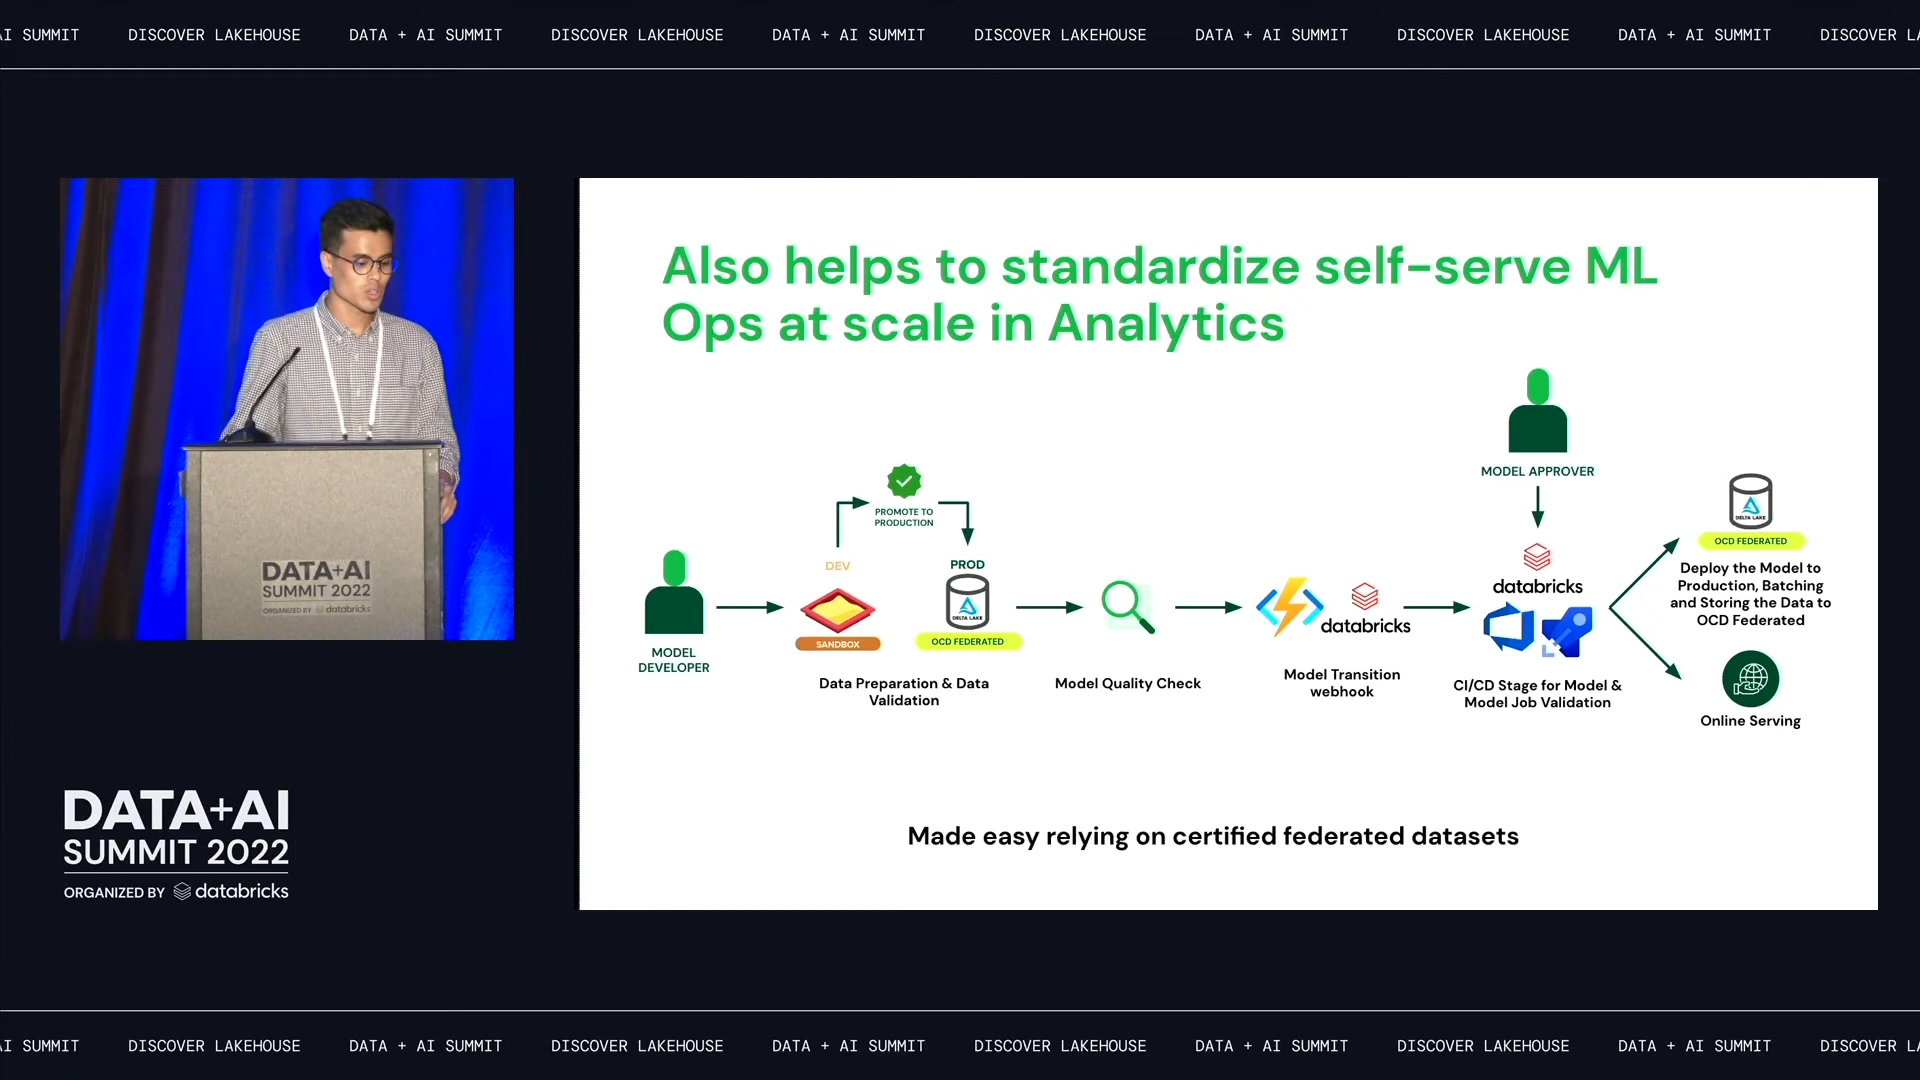 AI SUMMIT DISCOVER LAKEHOUSE DATA + AI SUMMIT DISCOVER LAKEHOUSE DATA + AI SUMMIT DISCOVER LAKEHOUSE DATA + AI SUMMIT DISCOVER LAKEHOUSE DATA + AI SUMMIT DISCOVER LA
DATA+AI
SUMMIT 2022
ORGANIZED BY databricks
Also helps to standardize self-serve ML
Ops at scale in Analytics
MODEL
DEVELOPER
DEV
PROMOTE TO
PRODUCTION
PROD
SANDBOX
DELTA LAKE
OCD FEDERATED
Data Preparation & Data
Validation
Model Quality Check
databricks
Model Transition
webhook
MODEL APPROVER
databricks
CI/CD Stage for Model &
Model Job Validation
DELTA LAKE
OCD FEDERATED
Deploy the Model to
Production, Batching
and Storing the Data to
OCD Federated
Online Serving
Made easy relying on certified federated datasets
DATA+AI
SUMMIT 2022
ORGANIZED BY databricks
AI SUMMIT DISCOVER LAKEHOUSE DATA + AI SUMMIT DISCOVER LAKEHOUSE DATA + AI SUMMIT DISCOVER LAKEHOUSE DATA + AI SUMMIT DISCOVER LAKEHOUSE DATA + AI SUMMIT DISCOVER LA